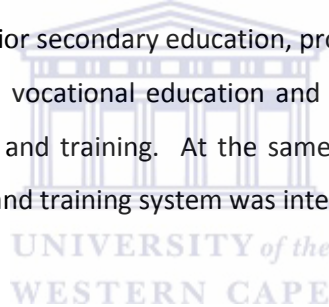 ior secondary education, pro
vocational education and
and training. At the same
and training system was inte
UNIVERSITY of the
WESTERN CAPE